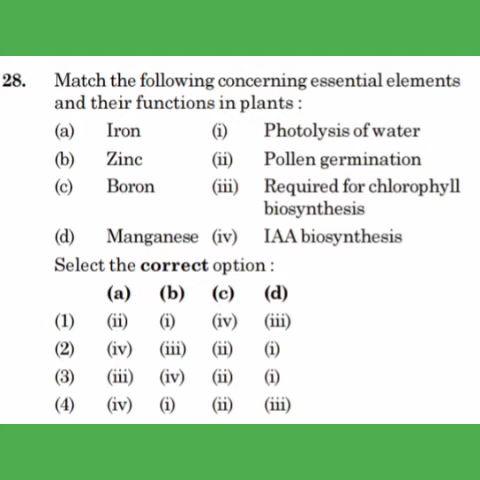 28. Match the following concerning essential elements
and their functions in plants :
(a) Iron (i) Photolysis of water
(b) Zinc (ii) Pollen germination
(c) Boron (iii) Required for chlorophyll
biosynthesis
(d) Manganese (iv) IAA biosynthesis
Select the correct option :
(a) (b) (c) (d)
(1) (ii) (i) (iv) (iii)
(2) (iv) (iii) (ii) (i)
(3) (iii) (iv) (ii) (i)
(4) (iv) (i) (ii) (iii)